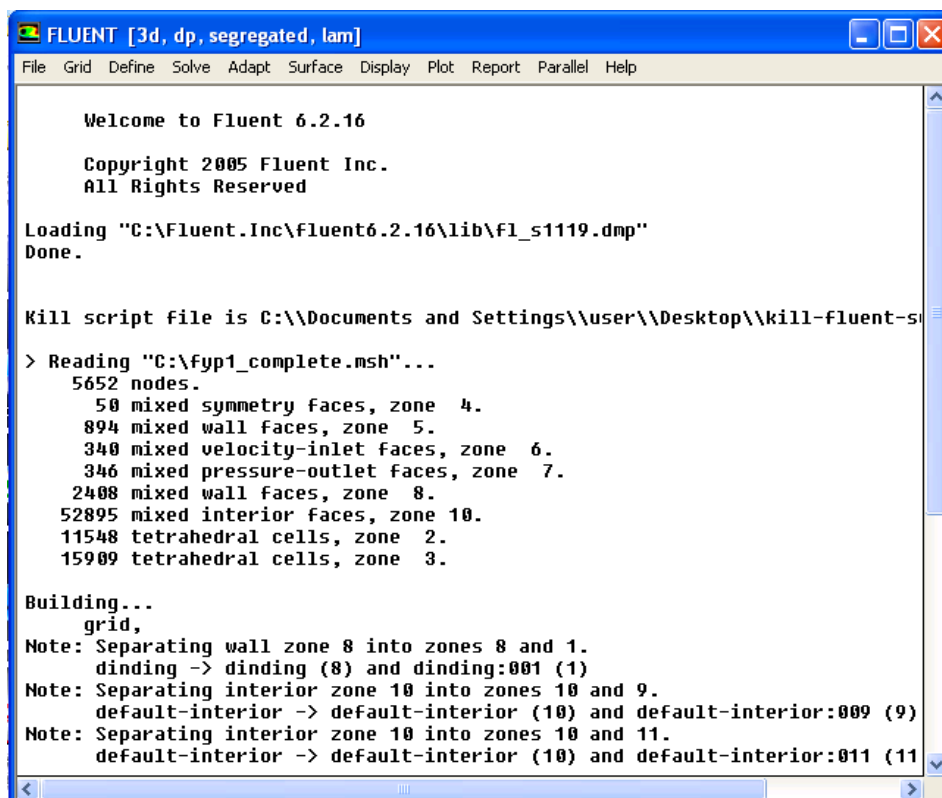 FLUENT [3d, dp, segregated, lam]
File Grid Define Solve Adapt Surface Display Plot Report Parallel Help
Welcome to Fluent 6.2.16
Copyright 2005 Fluent Inc.
All Rights Reserved
Loading "C:\Fluent.Inc\fluent6.2.16\lib\fl_s1119.dmp"
Done.
Kill script file is C:\\Documents and Settings\\user\\Desktop\\kill-fluent-s
> Reading "C:\fyp1_complete.msh"...
5652 nodes.
50 mixed symmetry faces, zone 4.
894 mixed wall faces, zone 5.
340 mixed velocity-inlet faces, zone 6.
346 mixed pressure-outlet faces, zone 7.
2408 mixed wall faces, zone 8.
52895 mixed interior faces, zone 10.
11548 tetrahedral cells, zone 2.
15909 tetrahedral cells, zone 3.
Building...
grid,
Note: Separating wall zone 8 into zones 8 and 1.
dinding -> dinding (8) and dinding:001 (1)
Note: Separating interior zone 10 into zones 10 and 9.
default-interior -> default-interior (10) and default-interior:009 (9)
Note: Separating interior zone 10 into zones 10 and 11.
default-interior -> default-interior (10) and default-interior:011 (11